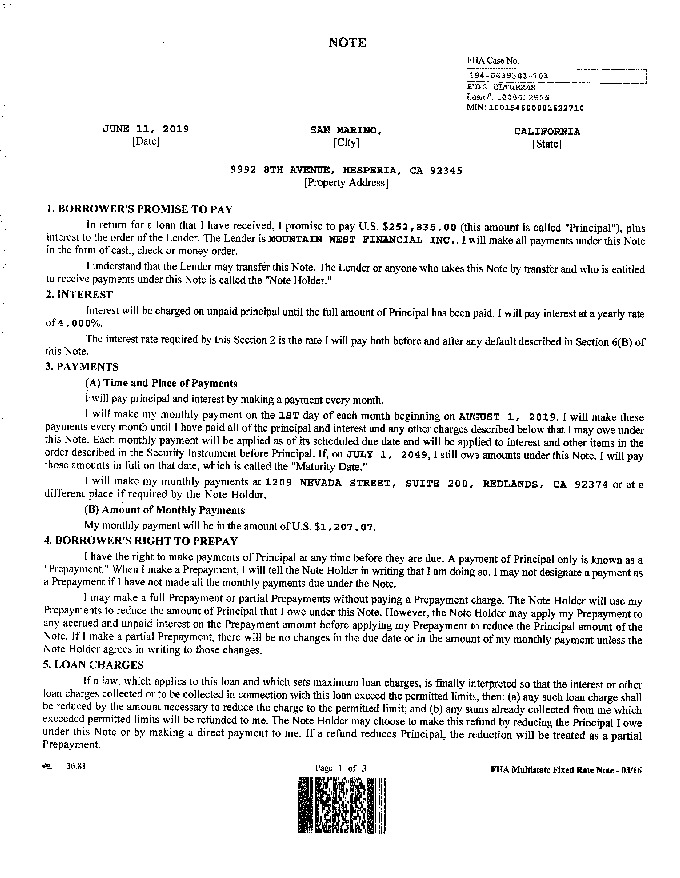 NOTE
FHA Case No.
MIN:
JUNE 11, 2019 SAN MARINO, CALIFORNIA
[Date] [City] [State]
9992 8TH AVENUE, HESPERIA, CA 92345
[Property Address]
1. BORROWER'S PROMISE TO PAY
In return for a loan that I have received, I promise to pay U.S. $252,835.00 (this amount is called "Principal"), plus
interest to the order of the Lender. The Lender is MOUNTAIN WEST FINANCIAL INC.. I will make all payments under this Note
in the form of cash, check or money order.
I understand that the Lender may transfer this Note. The Lender or anyone who takes this Note by transfer and who is entitled
to receive payments under this Note is called the "Note Holder."
2. INTEREST
Interest will be charged on unpaid principal until the full amount of Principal has been paid. I will pay interest at a yearly rate
of 4.000%.
The interest rate required by this Section 2 is the rate I will pay both before and after any default described in Section 6(B) of
this Note.
3. PAYMENTS
(A) Time and Place of Payments
I will pay principal and interest by making a payment every month.
I will make my monthly payment on the 1ST day of each month beginning on AUGUST 1, 2019. I will make these
payments every month until I have paid all of the principal and interest and any other charges described below that I may owe under
this Note. Each monthly payment will be applied as of its scheduled due date and will be applied to interest and other items in the
order described in the Security Instrument before Principal. If, on JULY 1, 2049, I still owe amounts under this Note, I will pay
those amounts in full on that date, which is called the "Maturity Date."
I will make my monthly payments at 1209 NEVADA STREET, SUITE 200, REDLANDS, CA 92374 or at a
different place if required by the Note Holder.
(B) Amount of Monthly Payments
My monthly payment will be in the amount of U.S. $1,207.07.
4. BORROWER'S RIGHT TO PREPAY
I have the right to make payments of Principal at any time before they are due. A payment of Principal only is known as a
"Prepayment." When I make a Prepayment, I will tell the Note Holder in writing that I am doing so. I may not designate a payment as
a Prepayment if I have not made all the monthly payments due under the Note.
I may make a full Prepayment or partial Prepayments without paying a Prepayment charge. The Note Holder will use my
Prepayments to reduce the amount of Principal that I owe under this Note. However, the Note Holder may apply my Prepayment to
any accrued and unpaid interest on the Prepayment amount before applying my Prepayment to reduce the Principal amount of the
Note. If I make a partial Prepayment, there will be no changes in the due date or in the amount of my monthly payment unless the
Note Holder agrees in writing to those changes.
5. LOAN CHARGES
If a law, which applies to this loan and which sets maximum loan charges, is finally interpreted so that the interest or other
loan charges collected or to be collected in connection with this loan exceed the permitted limits, then: (a) any such loan charge shall
be reduced by the amount necessary to reduce the charge to the permitted limit; and (b) any sums already collected from me which
exceeded permitted limits will be refunded to me. The Note Holder may choose to make this refund by reducing the Principal I owe
under this Note or by making a direct payment to me. If a refund reduces Principal, the reduction will be treated as a partial
Prepayment.
Page 1 of 3 FHA Multistate Fixed Rate Note -